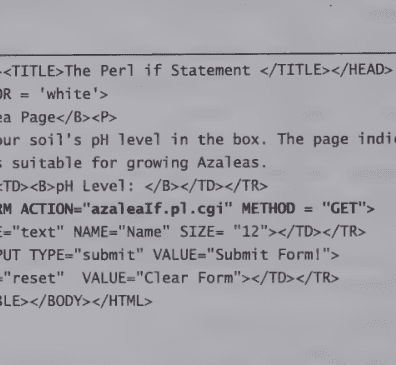 ><TITLE>The Perl if Statement </TITLE></HEAD>
OR = 'white'>
ea Page</B><P>
our soil's pH level in the box. The page indi
s suitable for growing Azaleas.
<TD><B>pH Level: </B></TD></TR>
RM ACTION="azaleaIf.pl.cgi" METHOD = "GET">
E="text" NAME="Name" SIZE= "12"></TD></TR>
PUT TYPE="submit" VALUE="Submit Form!">
="reset"  VALUE="Clear Form"></TD></TR>
BLE></BODY></HTML>